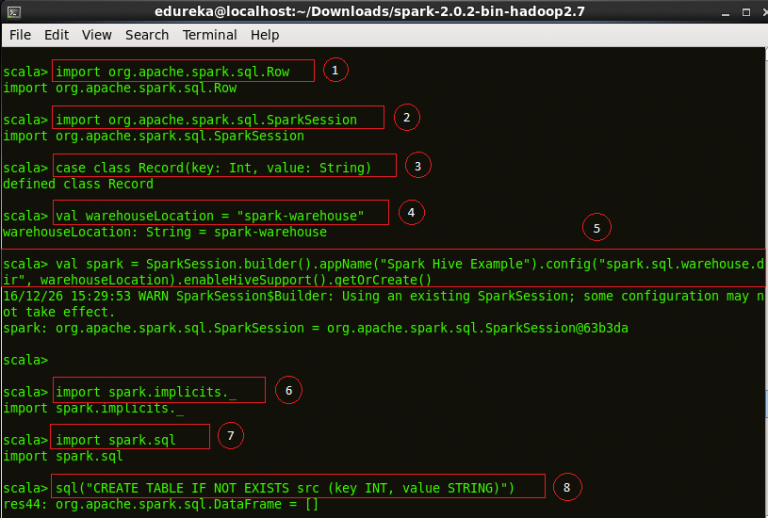 edureka@localhost:~/Downloads/spark-2.0.2-bin-hadoop2.7
File Edit View Search Terminal Help
scala> import org.apache.spark.sql.Row 1
import org.apache.spark.sql.Row
scala> import org.apache.spark.sql.SparkSession 2
import org.apache.spark.sql.SparkSession
scala> case class Record(key: Int, value: String) 3
defined class Record
scala> val warehouseLocation = "spark-warehouse" 4
warehouseLocation: String = spark-warehouse
5
scala> val spark = SparkSession.builder().appName("Spark Hive Example").config("spark.sql.warehouse.d
ir", warehouseLocation).enableHiveSupport().getOrCreate()
16/12/26 15:29:53 WARN SparkSession$Builder: Using an existing SparkSession; some configuration may n
ot take effect.
spark: org.apache.spark.sql.SparkSession = org.apache.spark.sql.SparkSession@63b3da
scala>
scala> import spark.implicits._ 6
import spark.implicits._
scala> import spark.sql 7
import spark.sql
scala> sql("CREATE TABLE IF NOT EXISTS src (key INT, value STRING)") 8
res44: org.apache.spark.sql.DataFrame = []